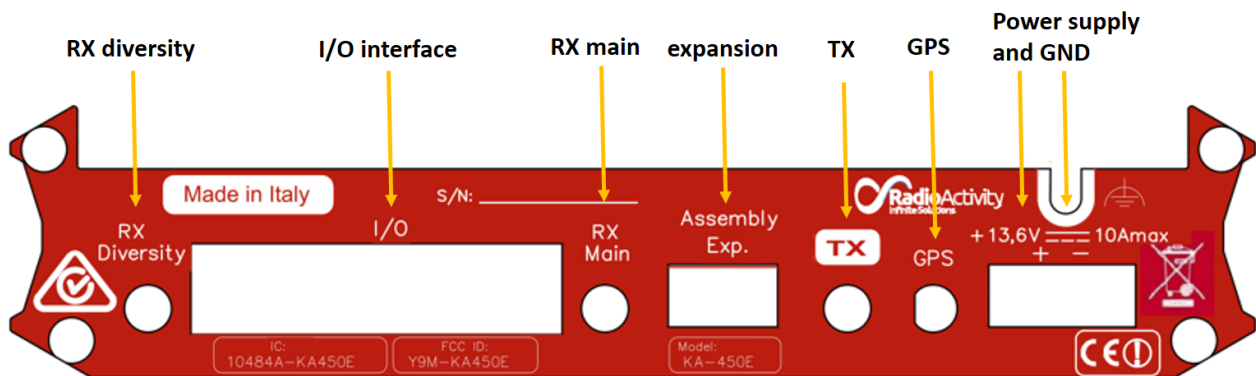 RX diversity
I/O interface
RX main
expansion
TX
GPS
Power supply
and GND
Made in Italy
S/N:
RadioActivity
Infinite Solutions
RX
Diversity
I/O
RX
Main
Assembly
Exp.
TX
GPS
+13,6V 10Amax
+ −
IC:
10484A-KA450E
FCC ID:
Y9M-KA450E
Model:
KA-450E
CE